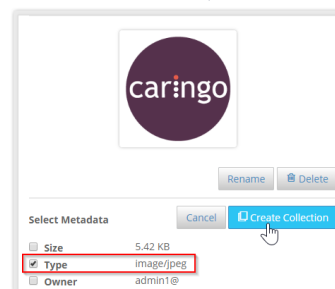 caringo
Rename Delete
Select Metadata Cancel Create Collection
Size 5.42 KB
Type image/jpeg
Owner admin1@